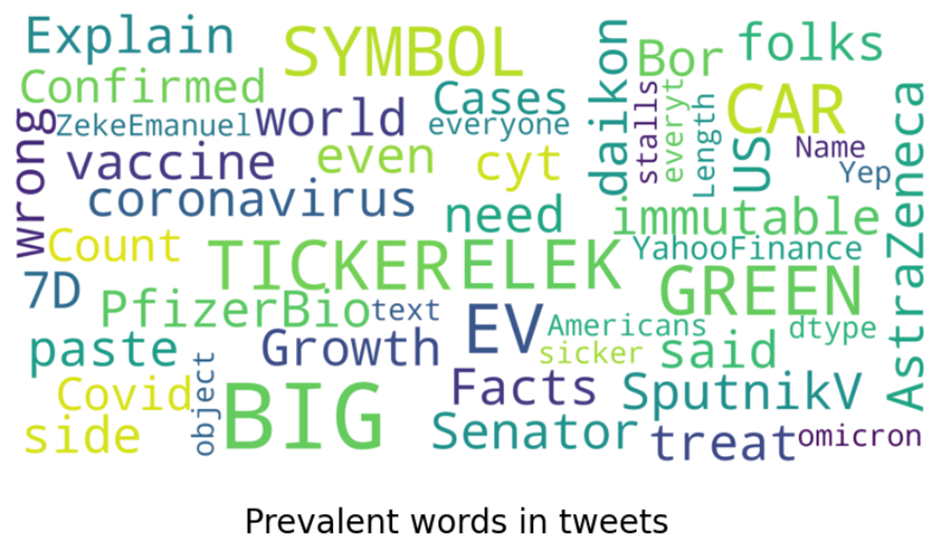 Explain
SYMBOL
daikon
Bor
folks
Confirmed
Cases
stalls
everyt
Length
CAR
wrong
ZekeEmanuel
world
everyone
US
Name
AstraZeneca
vaccine
even
cyt
Yep
coronavirus
need
immutable
Count
TICKER
ELEK
YahooFinance
7D
PfizerBio
text
EV
GREEN
Americans
dtype
paste
Growth
sicker
said
object
Covid
BIG
Facts
SputnikV
side
Senator
treat
omicron
Prevalent words in tweets